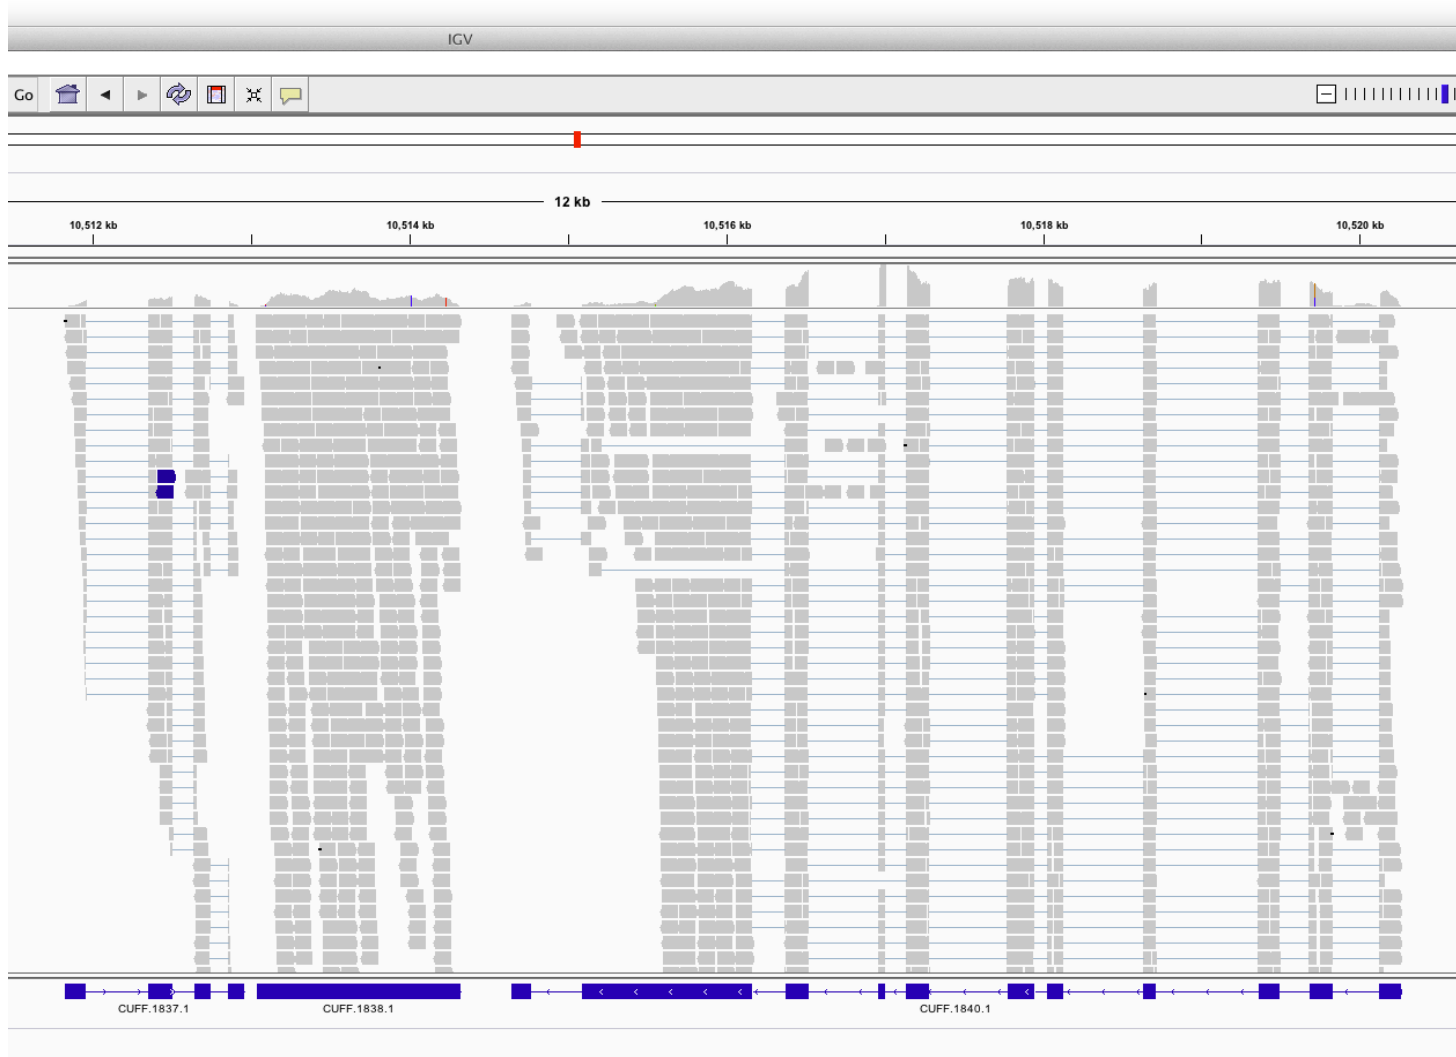 IGV
Go
12 kb
10,512 kb 10,514 kb 10,516 kb 10,518 kb 10,520 kb
CUFF.1837.1 CUFF.1838.1 CUFF.1840.1